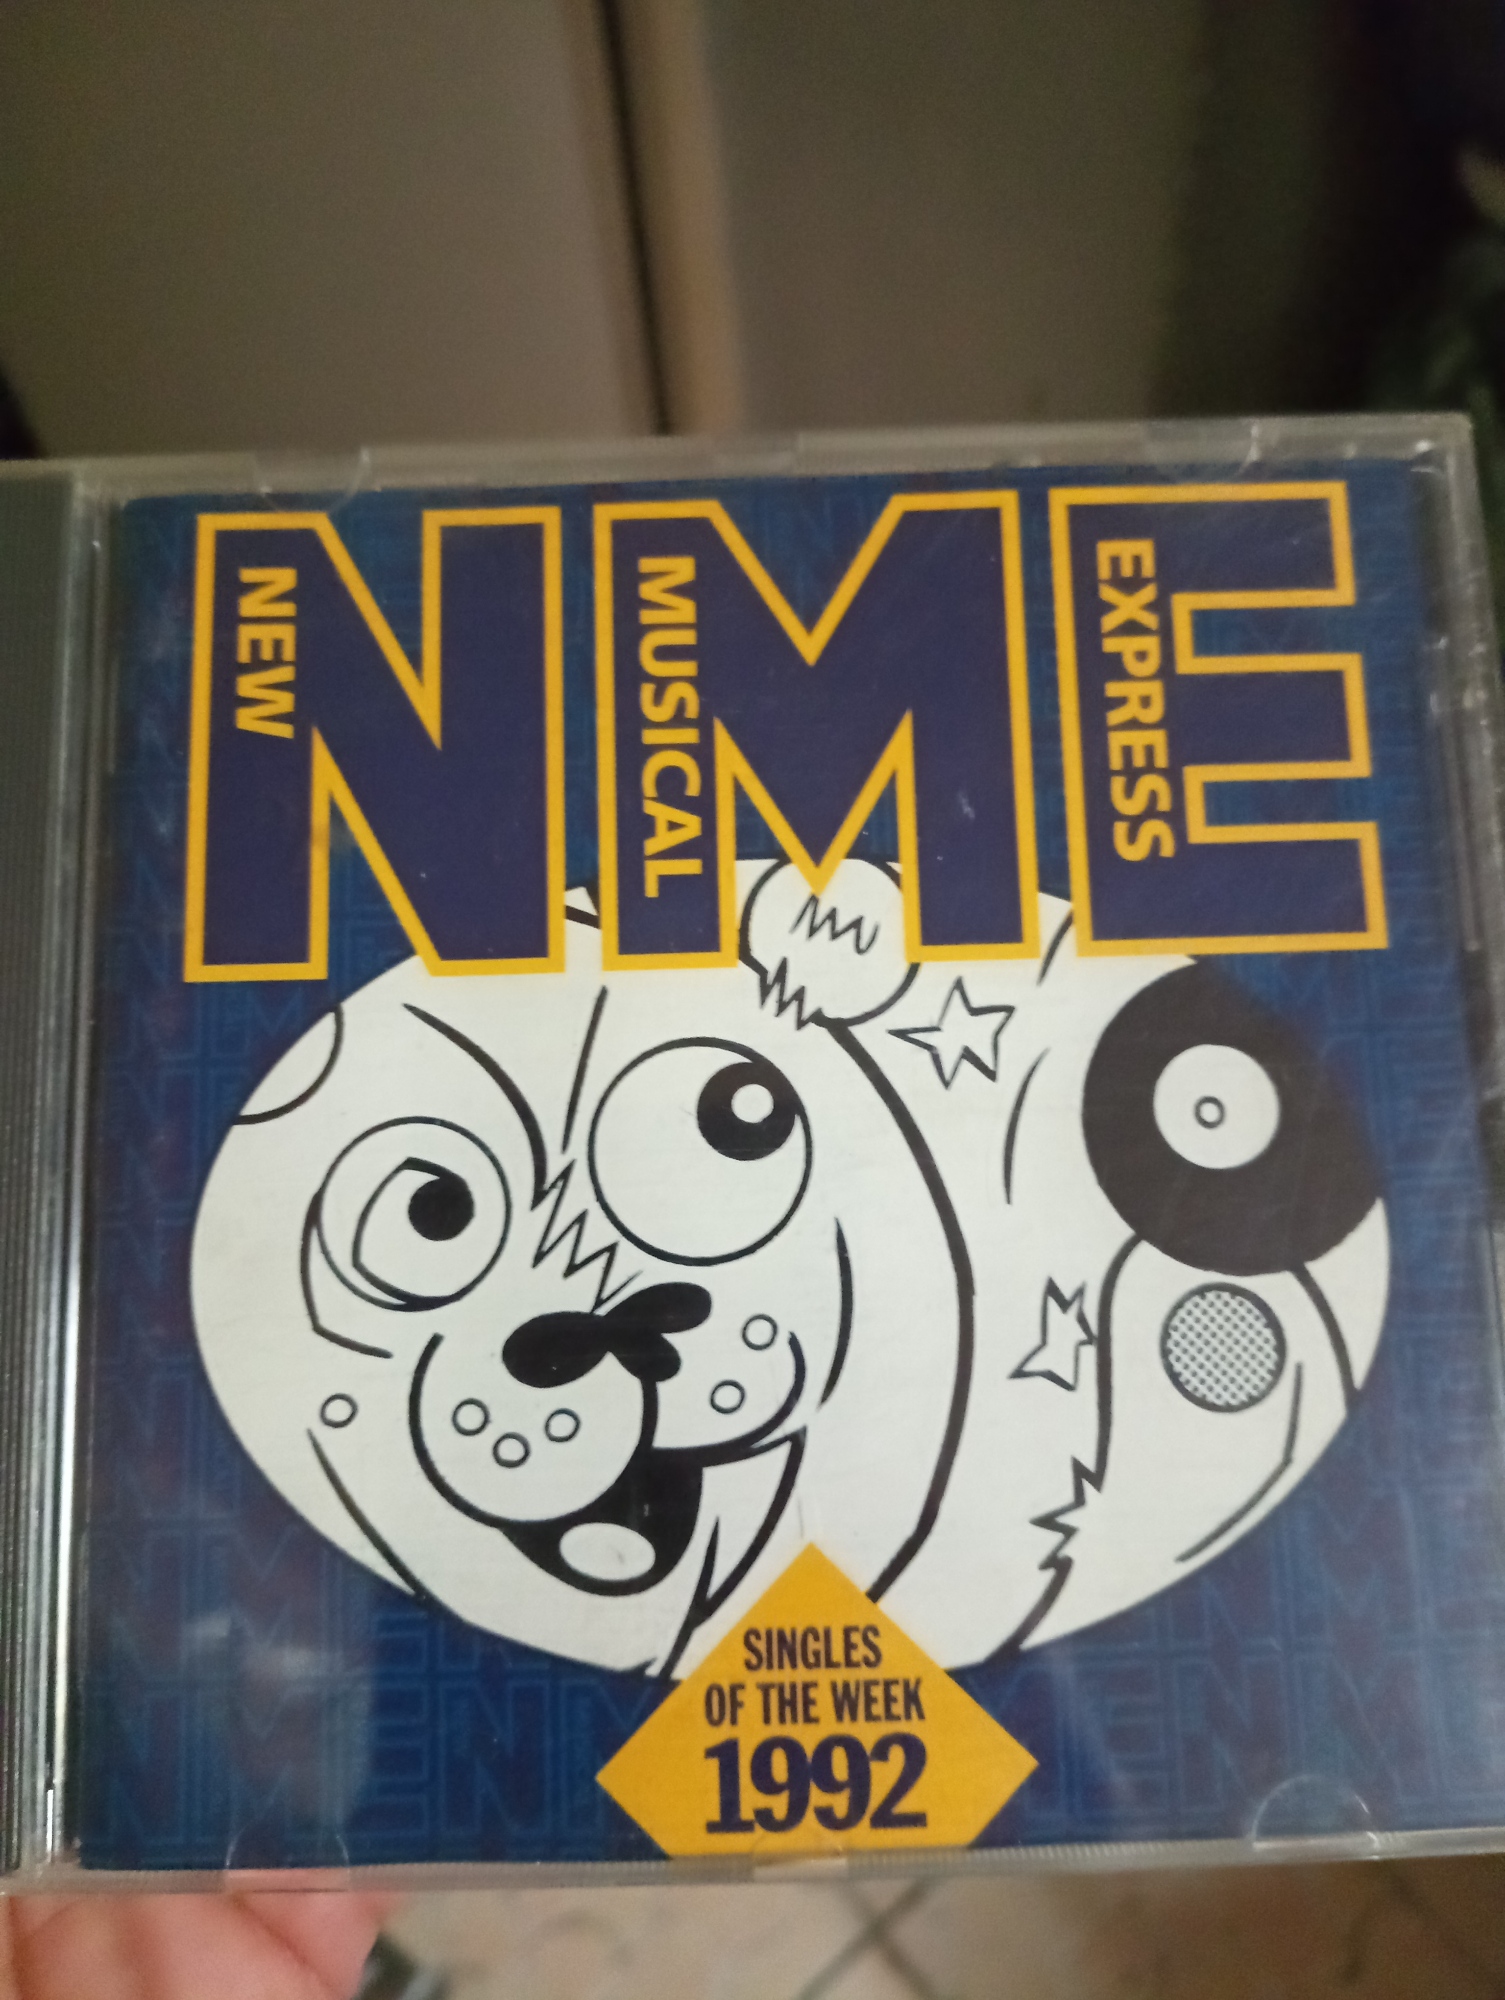 NME
NEW
MUSICAL
EXPRESS
SINGLES
OF THE WEEK
1992